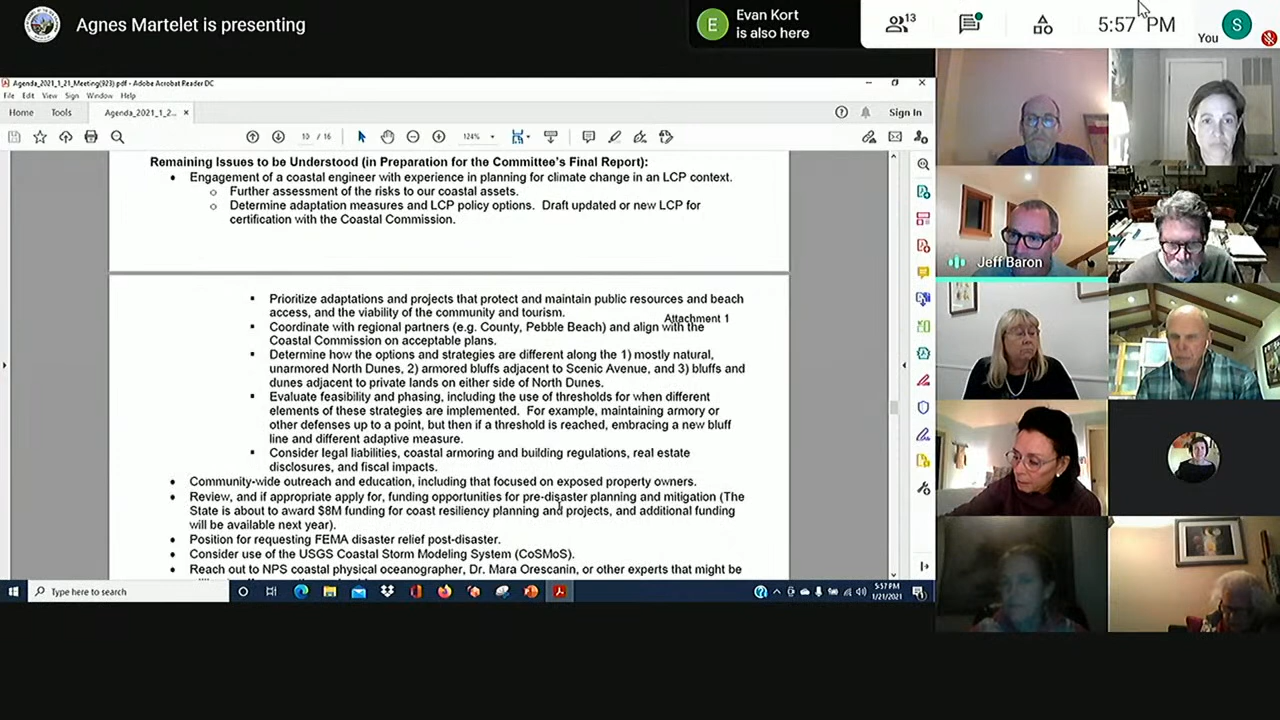 Agnes Martelet is presenting
E
Evan Kort
is also here
13
5:57 PM
You
S
Agenda_2021_1_21_Meeting(923).pdf - Adobe Acrobat Reader DC
File Edit View Sign Window Help
Home Tools Agenda_2021_1_2... × Sign In
10 / 16 124%
Remaining Issues to be Understood (in Preparation for the Committee's Final Report):
• Engagement of a coastal engineer with experience in planning for climate change in an LCP context.
o Further assessment of the risks to our coastal assets.
o Determine adaptation measures and LCP policy options. Draft updated or new LCP for
certification with the Coastal Commission.
Attachment 1
▪ Prioritize adaptations and projects that protect and maintain public resources and beach
access, and the viability of the community and tourism.
▪ Coordinate with regional partners (e.g. County, Pebble Beach) and align with the
Coastal Commission on acceptable plans.
▪ Determine how the options and strategies are different along the 1) mostly natural,
unarmored North Dunes, 2) armored bluffs adjacent to Scenic Avenue, and 3) bluffs and
dunes adjacent to private lands on either side of North Dunes.
▪ Evaluate feasibility and phasing, including the use of thresholds for when different
elements of these strategies are implemented. For example, maintaining armory or
other defenses up to a point, but then if a threshold is reached, embracing a new bluff
line and different adaptive measure.
▪ Consider legal liabilities, coastal armoring and building regulations, real estate
disclosures, and fiscal impacts.
• Community-wide outreach and education, including that focused on exposed property owners.
• Review, and if appropriate apply for, funding opportunities for pre-disaster planning and mitigation (The
State is about to award $8M funding for coast resiliency planning and projects, and additional funding
will be available next year).
• Position for requesting FEMA disaster relief post-disaster.
• Consider use of the USGS Coastal Storm Modeling System (CoSMoS).
• Reach out to NPS coastal physical oceanographer, Dr. Mara Orescanin, or other experts that might be
Jeff Baron
Type here to search
5:57 PM
1/21/2021